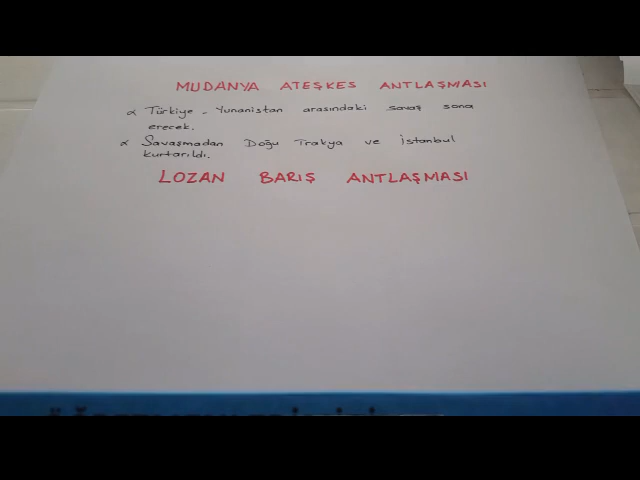 MUDANYA ATEŞKES ANTLAŞMASI
α Türkiye - Yunanistan arasındaki savaş sona
erecek.
α Savaşmadan Doğu Trakya ve İstanbul
kurtarıldı.
LOZAN BARIŞ ANTLAŞMASI